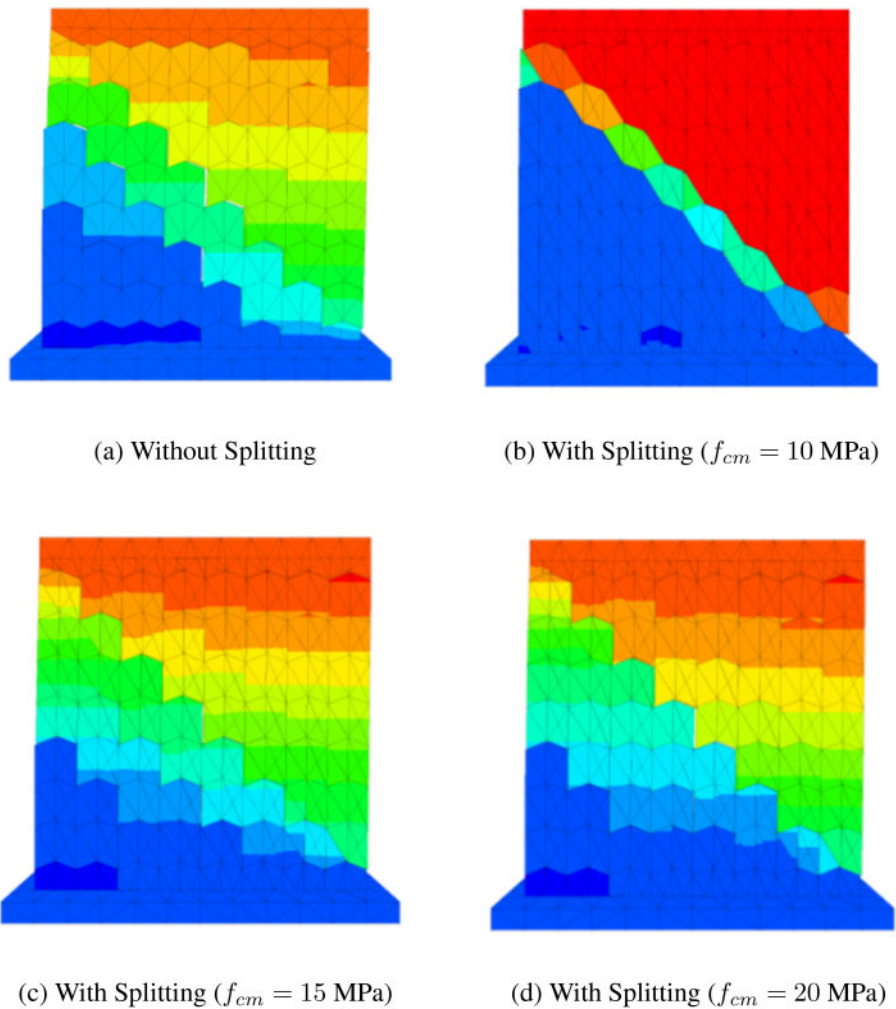 (a) Without Splitting
(b) With Splitting (f_cm = 10 MPa)
(c) With Splitting (f_cm = 15 MPa)
(d) With Splitting (f_cm = 20 MPa)